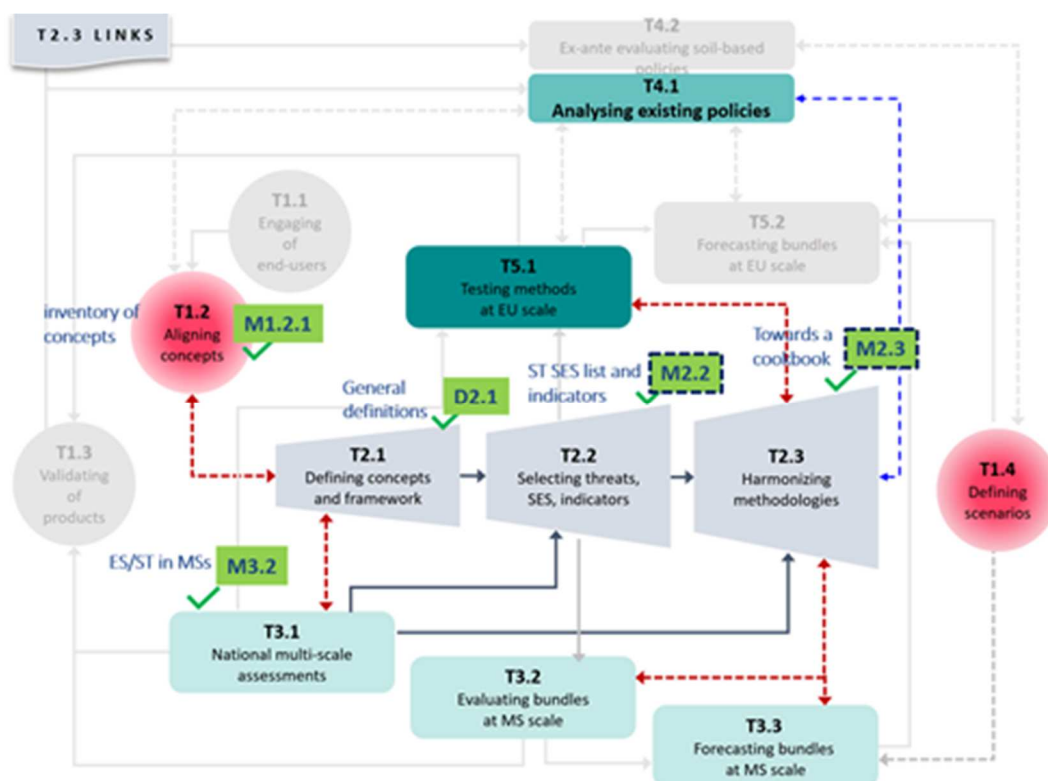 T2.3 LINKS
T4.2
Ex-ante evaluating soil-based
policies
T4.1
Analysing existing policies
T1.1
Engaging
of
end-users
T5.2
Forecasting bundles
at EU scale
T5.1
Testing methods
at EU scale
inventory of
concepts
T1.2
Aligning
concepts
M1.2.1
Towards a
cookbook
M2.3
ST SES list and
indicators
M2.2
General
definitions
D2.1
T1.3
Validating
of
products
T2.1
Defining concepts
and framework
T2.2
Selecting threats,
SES, indicators
T2.3
Harmonizing
methodologies
T1.4
Defining
scenarios
ES/ST in MSs
M3.2
T3.1
National multi-scale
assessments
T3.2
Evaluating bundles
at MS scale
T3.3
Forecasting bundles
at MS scale